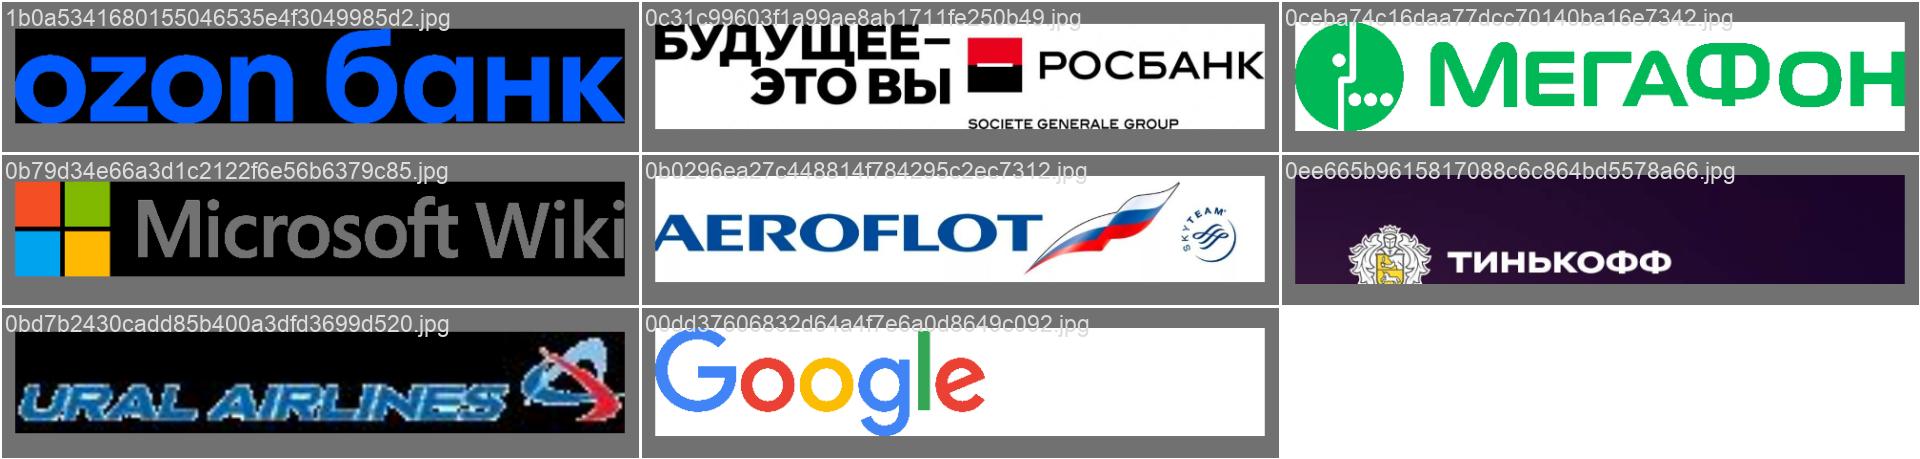 1b0a5341680155046535e4f3049985d2.jpg
ozon банк
0c31c99603f1a99ae8ab1711fe250b49.jpg
БУДУЩЕЕ–
ЭТО ВЫ
РОСБАНК
SOCIETE GENERALE GROUP
0ceba74c16daa77dcc70140ba16e7342.jpg
МЕГАФОН
0b79d34e66a3d1c2122f6e56b6379c85.jpg
Microsoft Wiki
0b0296ea27c448814f784295c2ec7312.jpg
AEROFLOT
SKYTEAM
0ee665b9615817088c6c864bd5578a66.jpg
ТИНЬКОФФ
0bd7b2430cadd85b400a3dfd3699d520.jpg
URAL AIRLINES
00dd37606832d64a4f7e6a0d8649c092.jpg
Google